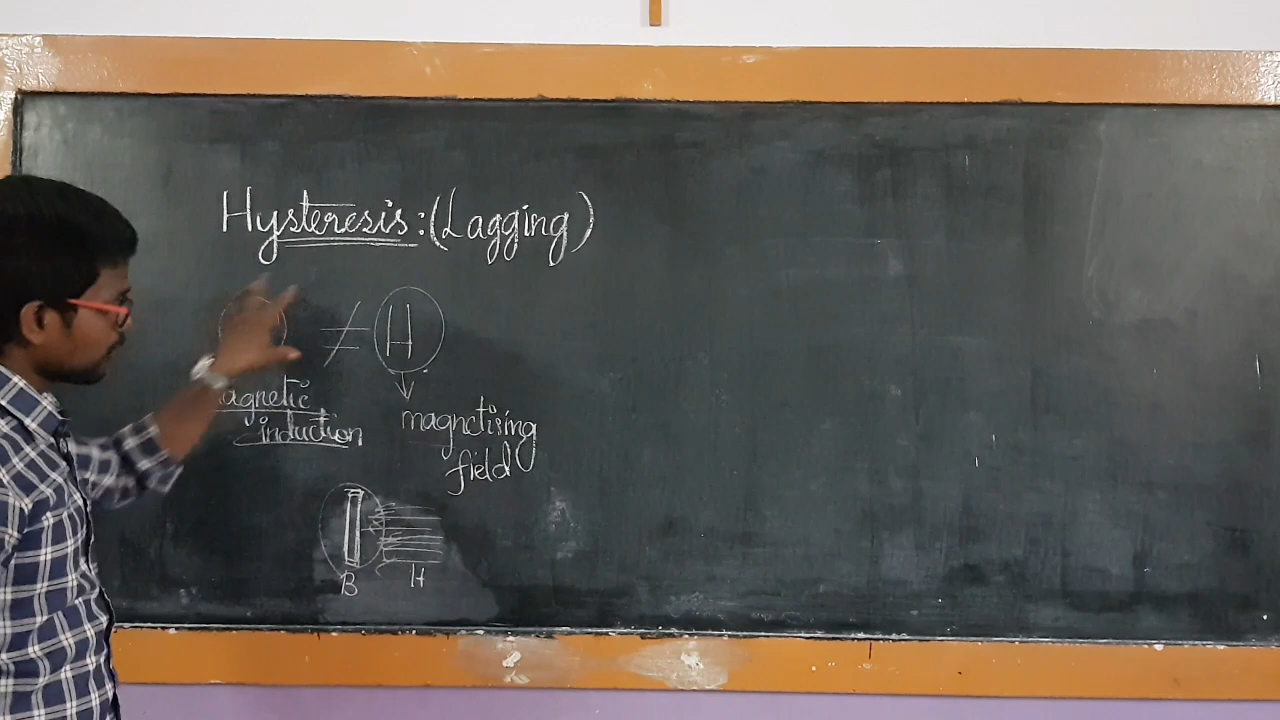 Hysteresis : (Lagging)
≠ H
agnetic
induction
magnetising
field
B H